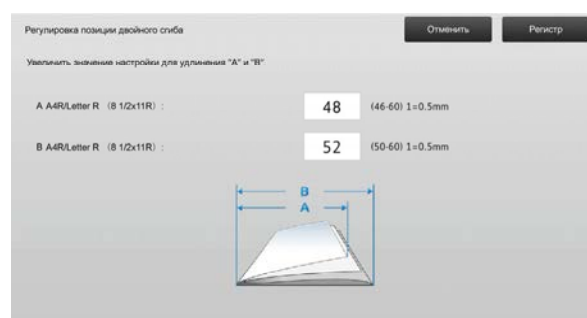 Регулировка позиции двойного сгиба Отменить Регистр
Увеличить значение настройки для удлинения "A" и "B"
A A4R/Letter R (8 1/2x11R) : 48 (46-60) 1=0.5mm
B A4R/Letter R (8 1/2x11R) : 52 (50-60) 1=0.5mm
B
A